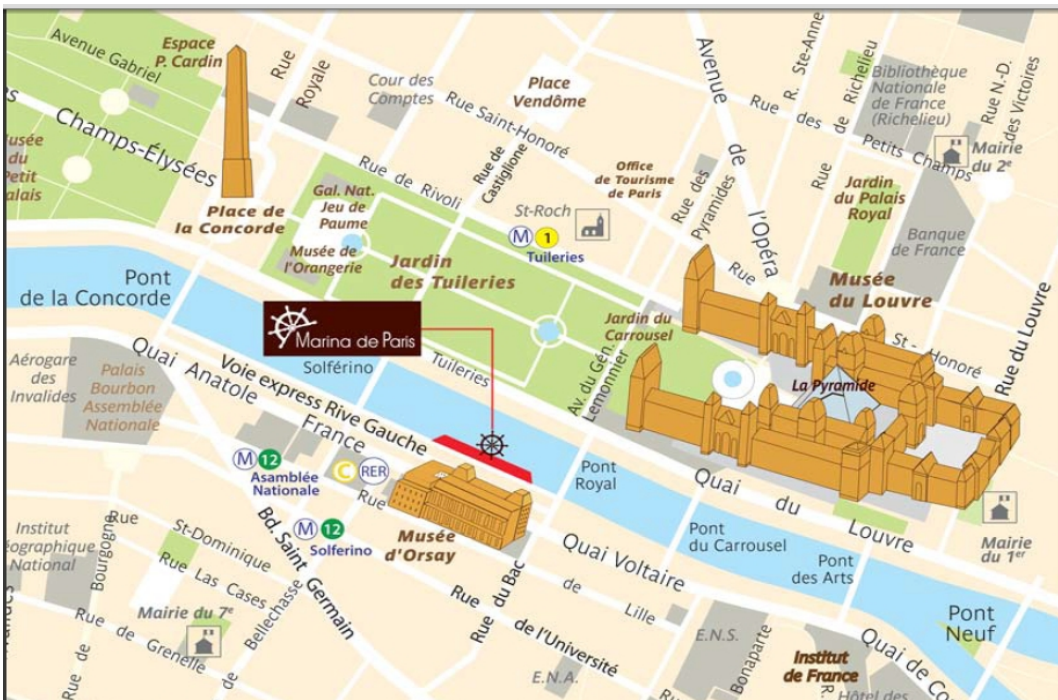 Espace
P. Cardin
Avenue Gabriel
Rue
Royale
Cour des
Comptes
Place
Vendôme
Rue Saint-Honoré
Avenue de l'Opéra
R. Ste-Anne
Rue de Richelieu
Bibliothèque
Nationale
de France
(Richelieu)
Rue N.-D.
des Victoires
Rue des Petits Champs
Mairie
du 2e
Champs-Élysées
Musée
du
Petit
Palais
Place de
la Concorde
Gal. Nat.
Jeu de
Paume
Rue de Rivoli
Rue de
Castiglione
Office
de Tourisme
de Paris
Rue des
Pyramides
St-Roch
M 1
Tuileries
Jardin
du Palais
Royal
Banque
de France
Musée de
l'Orangerie
Jardin
des Tuileries
Rue
St - Honoré
Musée
du Louvre
Rue du Louvre
Pont
de la Concorde
Marina de Paris
Solférino
Tuileries
Jardin du
Carrousel
Av. du Gén.
Lemonnier
La Pyramide
Aérogare
des
Invalides
Palais
Bourbon
Assemblée
Nationale
Quai Anatole France
Voie express Rive Gauche
M 12
Asamblée
Nationale
C RER
Rue
M 12
Solferino
Musée
d'Orsay
Pont
Royal
Quai du Louvre
Pont
du Carrousel
Pont
des Arts
Mairie
du 1er
Quai Voltaire
Institut
éographique
National
Rue
St-Dominique
Bourgogne
Rue de
Rue Las Cases
Bd. Saint Germain
Mairie du 7e
Bellechasse
de
Rue de Grenelle
Rue du Bac
de
Lille
Rue de l'Université
E.N.A.
E.N.S.
Bonaparte
Rue
Institut
de France
R.
Hôtel des
Pont
Neuf
Quai de Co